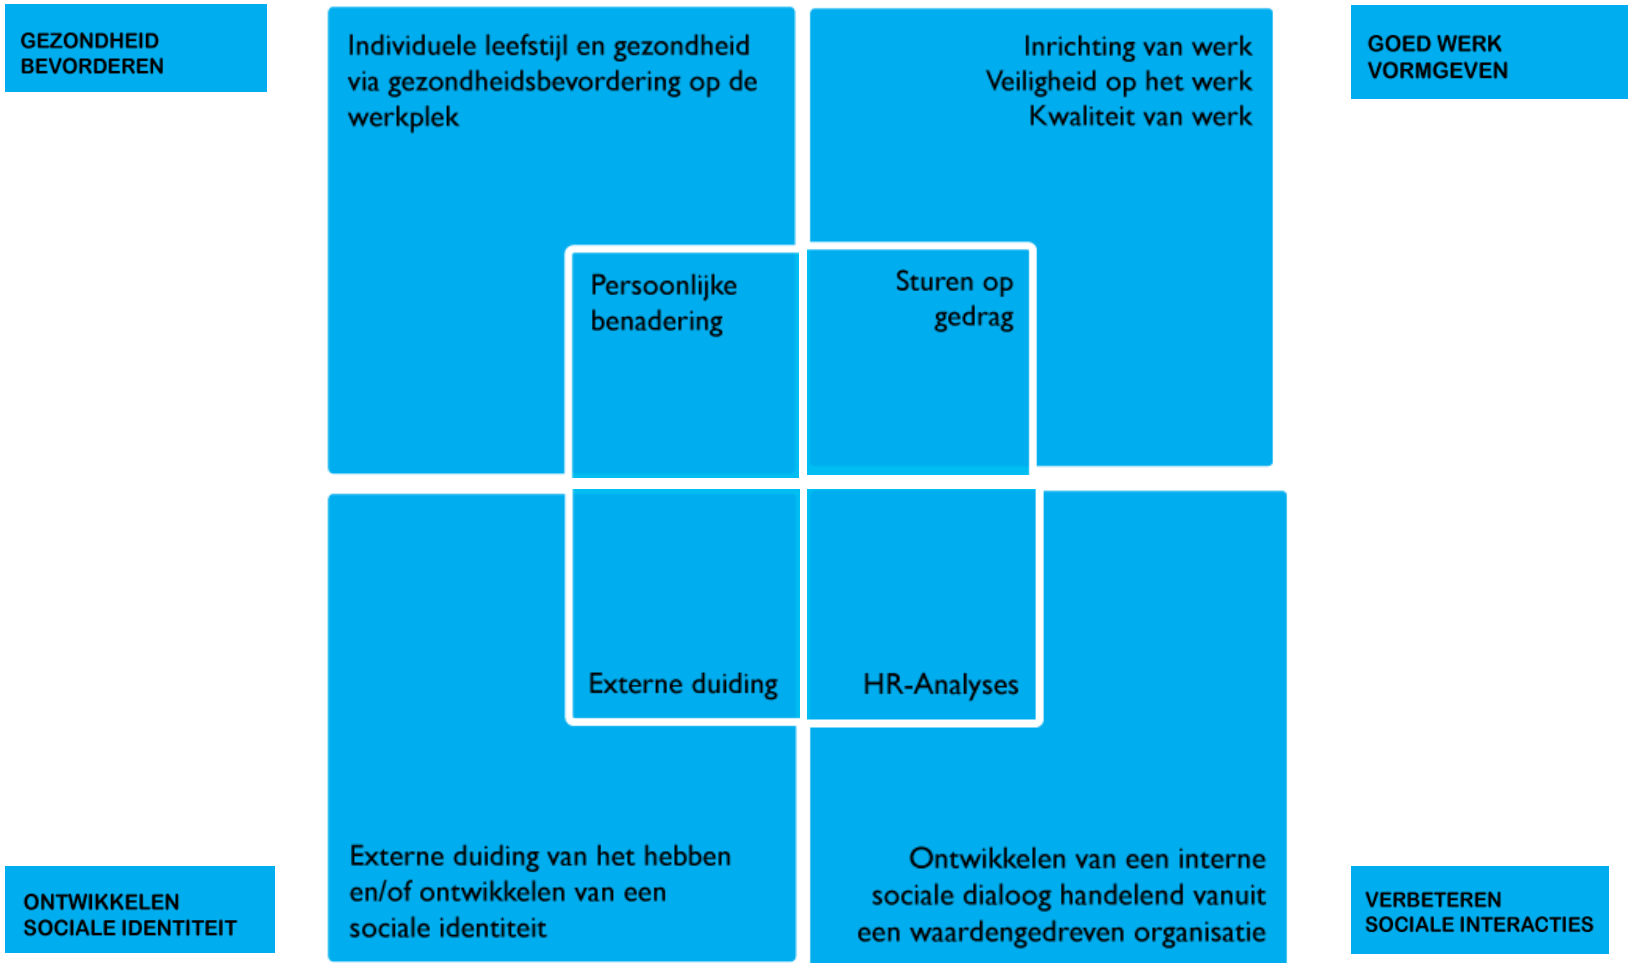 GEZONDHEID
BEVORDEREN
Individuele leefstijl en gezondheid
via gezondheidsbevordering op de
werkplek
Inrichting van werk
Veiligheid op het werk
Kwaliteit van werk
GOED WERK
VORMGEVEN
Persoonlijke
benadering
Sturen op
gedrag
Externe duiding
HR-Analyses
ONTWIKKELEN
SOCIALE IDENTITEIT
Externe duiding van het hebben
en/of ontwikkelen van een
sociale identiteit
Ontwikkelen van een interne
sociale dialoog handelend vanuit
een waardengedreven organisatie
VERBETEREN
SOCIALE INTERACTIES